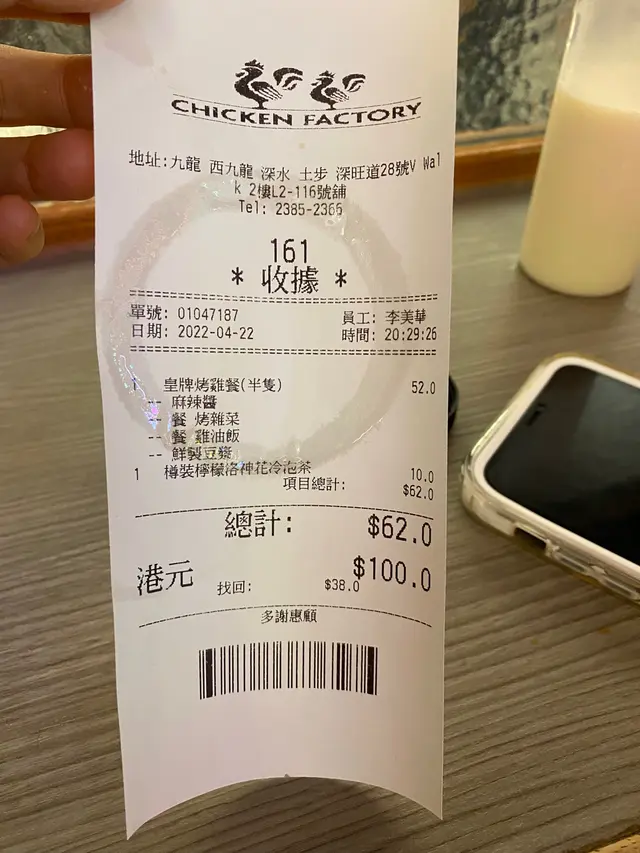 CHICKEN FACTORY
地址:九龍 西九龍 深水 土步 深旺道28號V Wal
k 2樓L2-116號舖
Tel: 2385-2366
161
* 收據 *
單號: 01047187 員工: 李美華
日期: 2022-04-22 時間: 20:29:26
1 皇牌烤雞餐(半隻) 52.0
-- 麻辣醬
-- 餐 烤雜菜
-- 餐 雞油飯
-- 鮮製豆漿
1 樽裝檸檬洛神花冷泡茶 10.0
項目總計: $62.0
總計: $62.0
港元 $100.0
找回: $38.0
多謝惠顧